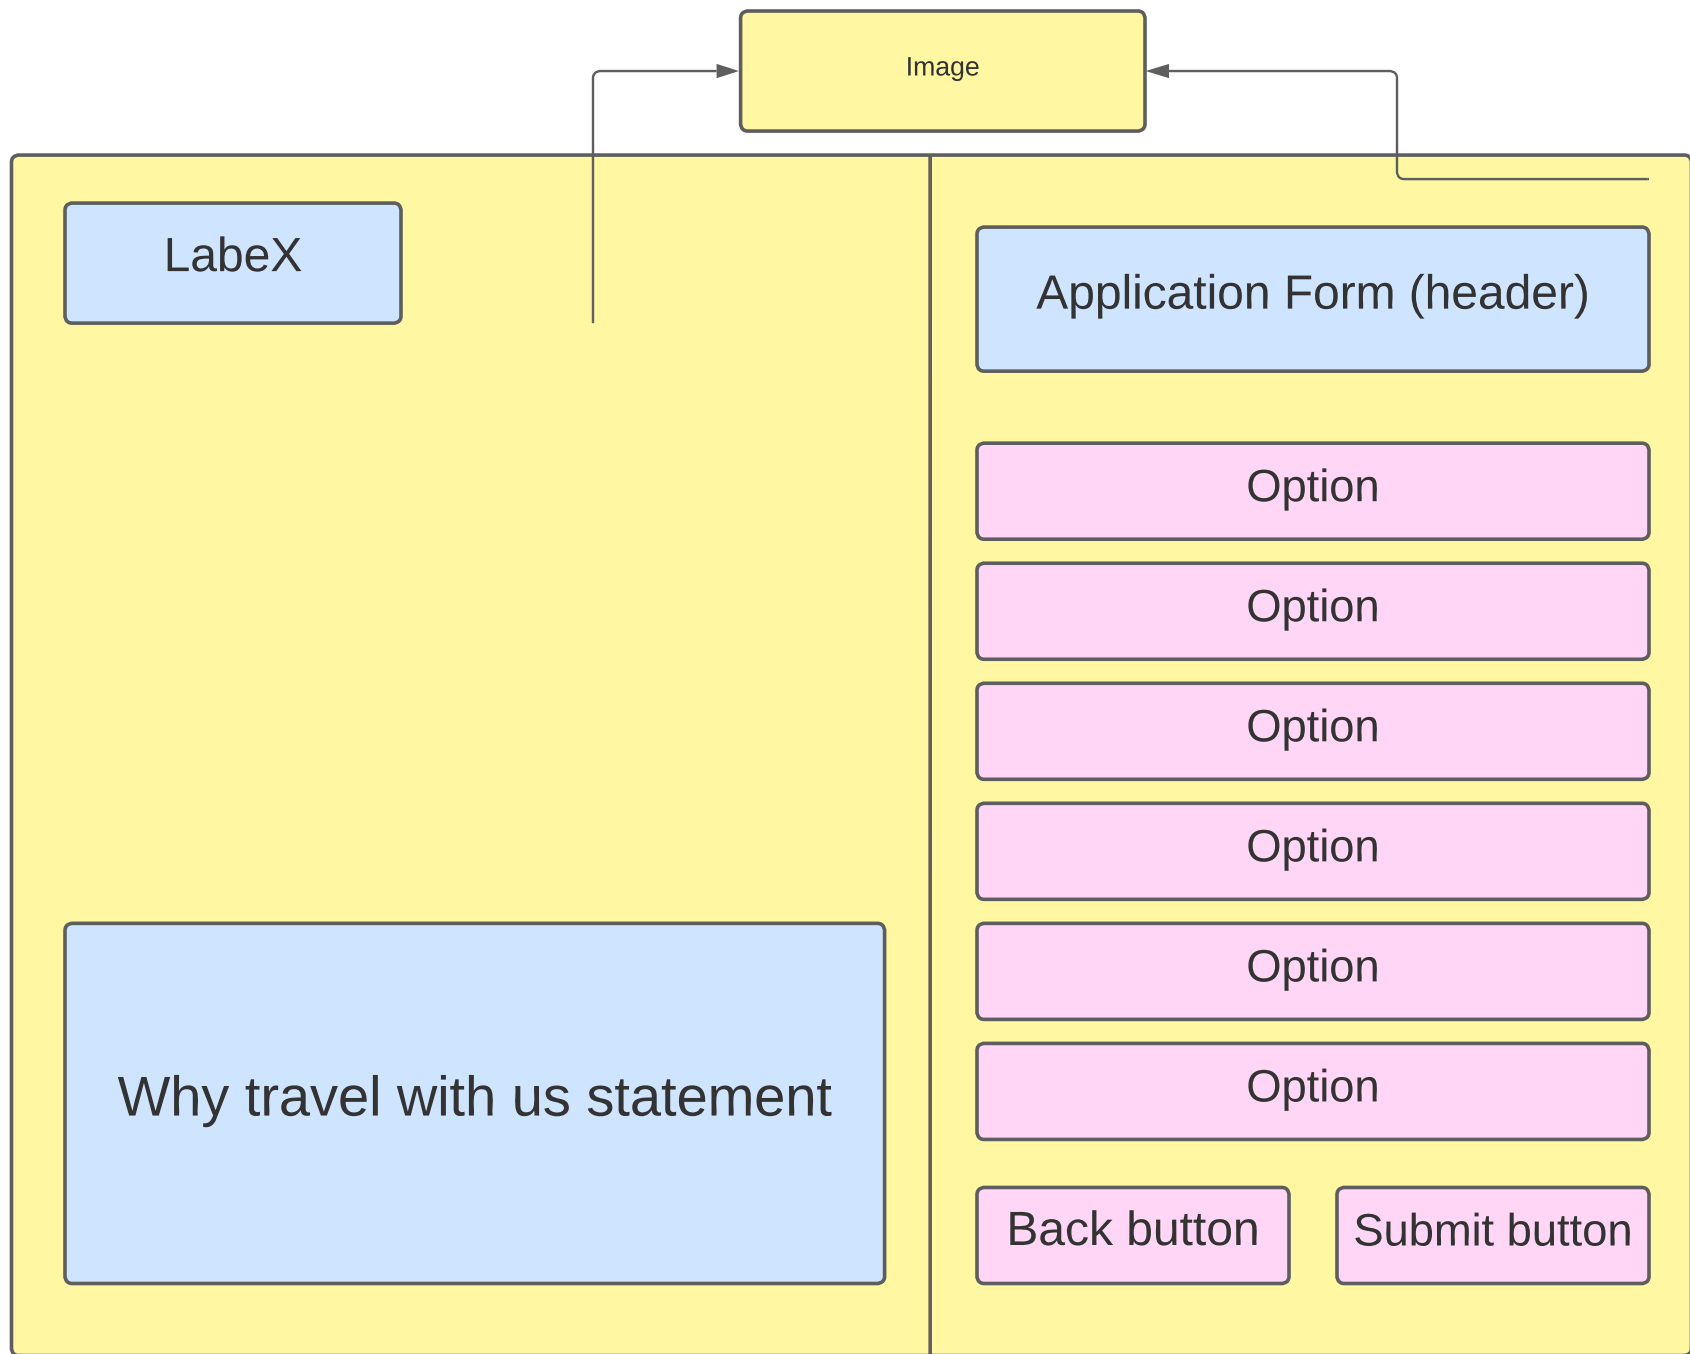 Image
LabeX
Why travel with us statement
Application Form (header)
Option
Option
Option
Option
Option
Option
Back button
Submit button